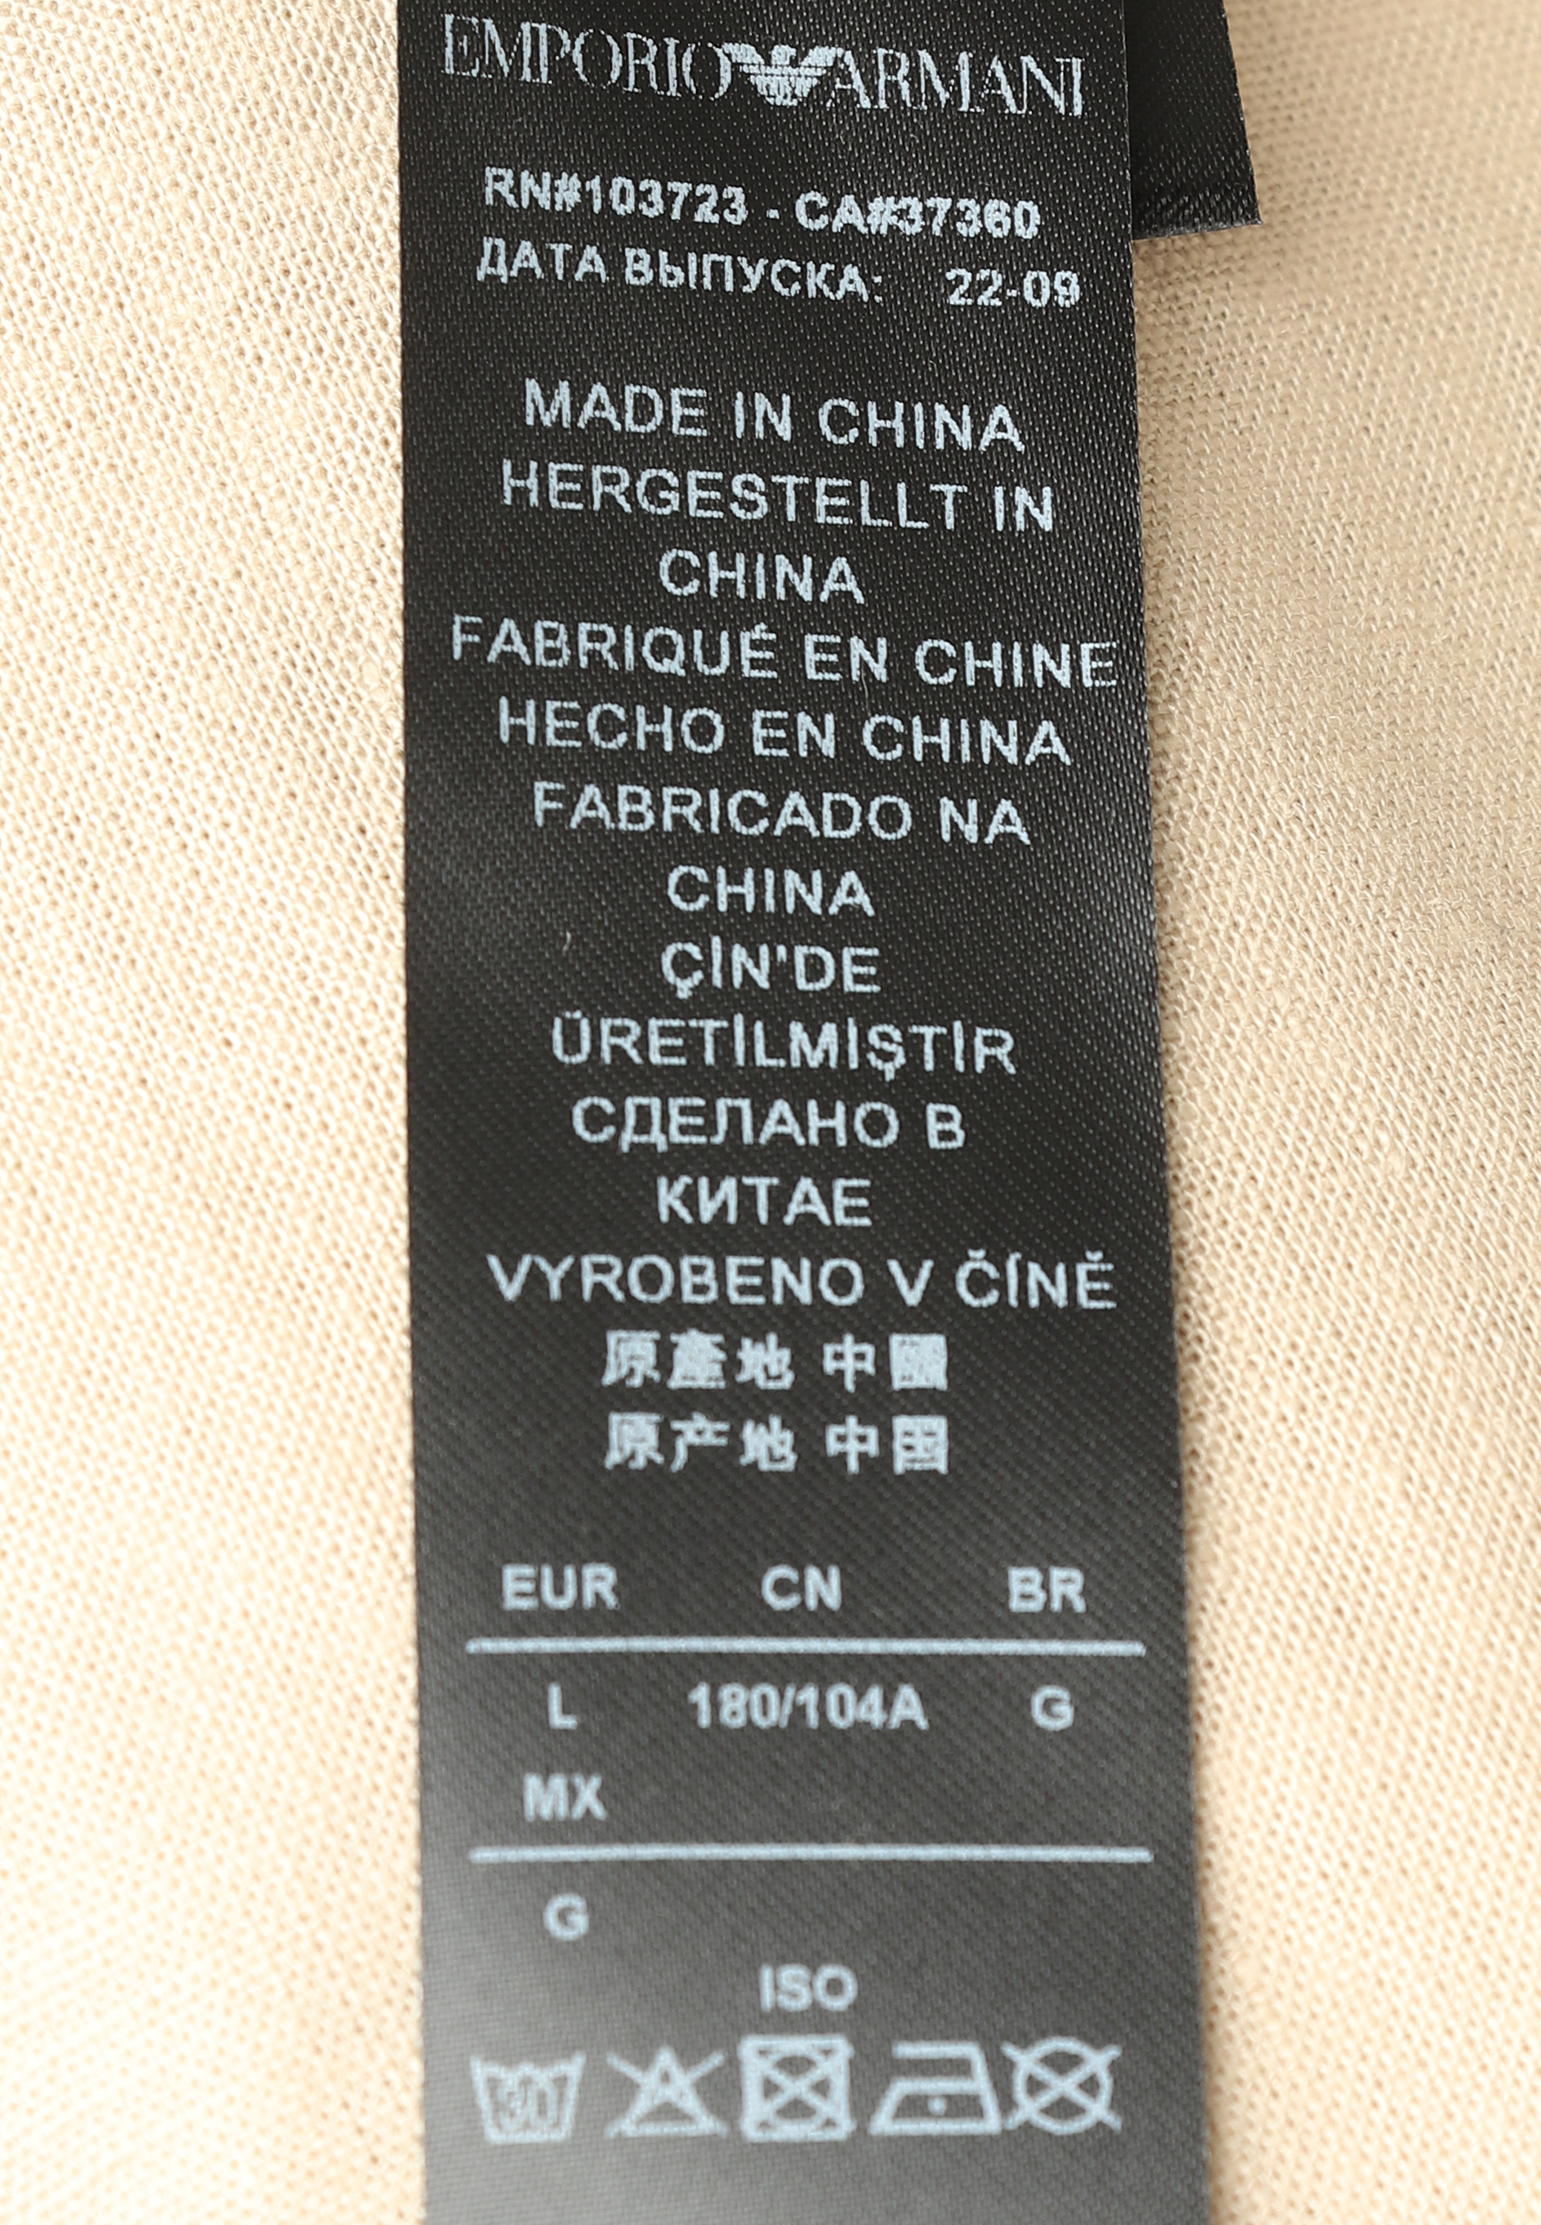 EMPORIO ARMANI
RN#103723 - CA#37360
ДАТА ВЫПУСКА: 22-09
MADE IN CHINA
HERGESTELLT IN
CHINA
FABRIQUÉ EN CHINE
HECHO EN CHINA
FABRICADO NA
CHINA
ÇİN'DE
ÜRETİLMİŞTİR
СДЕЛАНО В
КИТАЕ
VYROBENO V ČÍNĚ
原產地 中國
原产地 中国
EUR CN BR
L 180/104A G
MX
G
ISO
30